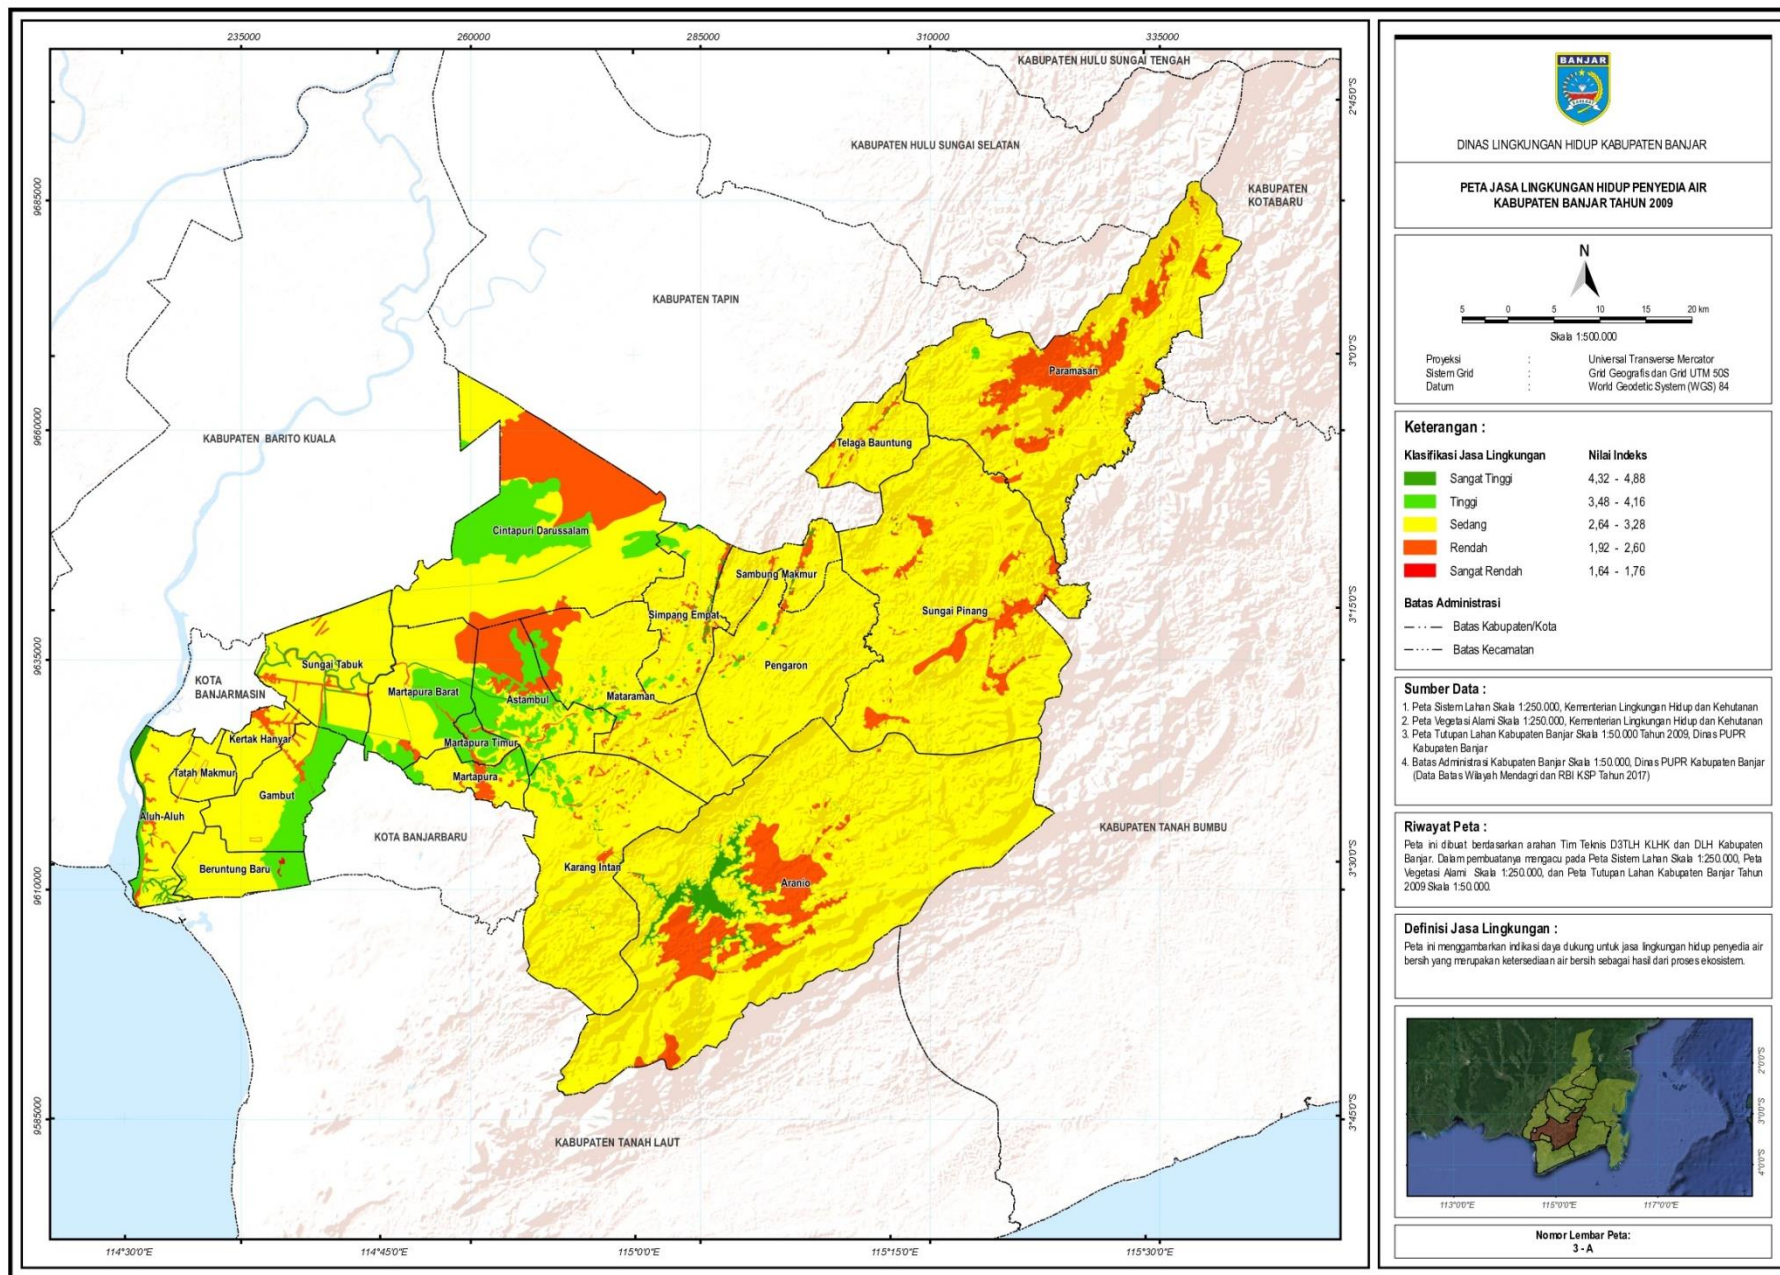 235000
260000
285000
310000
335000
9685000
9660000
9635000
9610000
9585000
2°45'0"S
3°0'0"S
3°15'0"S
3°30'0"S
3°45'0"S
114°30'0"E
114°45'0"E
115°0'0"E
115°15'0"E
115°30'0"E
KABUPATEN HULU SUNGAI TENGAH
KABUPATEN HULU SUNGAI SELATAN
KABUPATEN
KOTABARU
KABUPATEN TAPIN
KABUPATEN BARITO KUALA
Paramasan
Telaga Bauntung
Cintapuri Darussalam
Sambung Makmur
Simpang Empat
Sungai Pinang
Pengaron
Sungai Tabuk
KOTA
BANJARMASIN
Martapura Barat
Astambul
Mataraman
Kertak Hanyar
Martapura Timur
Tatah Makmur
Martapura
Gambut
Aluh-Aluh
KOTA BANJARBARU
KABUPATEN TANAH BUMBU
Beruntung Baru
Karang Intan
Aranio
KABUPATEN TANAH LAUT
BANJAR
DINAS LINGKUNGAN HIDUP KABUPATEN BANJAR
PETA JASA LINGKUNGAN HIDUP PENYEDIA AIR
KABUPATEN BANJAR TAHUN 2009
N
5 0 5 10 15 20 km
Skala 1:500.000
Proyeksi : Universal Transverse Mercator
Sistem Grid : Grid Geografis dan Grid UTM 50S
Datum : World Geodetic System (WGS) 84
Keterangan :
Klasifikasi Jasa Lingkungan Nilai Indeks
Sangat Tinggi 4,32 - 4,88
Tinggi 3,48 - 4,16
Sedang 2,64 - 3,28
Rendah 1,92 - 2,60
Sangat Rendah 1,64 - 1,76
Batas Administrasi
Batas Kabupaten/Kota
Batas Kecamatan
Sumber Data :
1. Peta Sistem Lahan Skala 1:250.000, Kementerian Lingkungan Hidup dan Kehutanan
2. Peta Vegetasi Alami Skala 1:250.000, Kementerian Lingkungan Hidup dan Kehutanan
3. Peta Tutupan Lahan Kabupaten Banjar Skala 1:50.000 Tahun 2009, Dinas PUPR
Kabupaten Banjar
4. Batas Administrasi Kabupaten Banjar Skala 1:50.000, Dinas PUPR Kabupaten Banjar
(Data Batas Wilayah Mendagri dan RBI KSP Tahun 2017)
Riwayat Peta :
Peta ini dibuat berdasarkan arahan Tim Teknis D3TLH KLHK dan DLH Kabupaten
Banjar. Dalam pembuatanya mengacu pada Peta Sistem Lahan Skala 1:250.000, Peta
Vegetasi Alami Skala 1:250.000, dan Peta Tutupan Lahan Kabupaten Banjar Tahun
2009 Skala 1:50.000.
Definisi Jasa Lingkungan :
Peta ini menggambarkan indikasi daya dukung untuk jasa lingkungan hidup penyedia air
bersih yang merupakan ketersediaan air bersih sebagai hasil dari proses ekosistem.
2°0'0"S
3°0'0"S
4°0'0"S
113°0'0"E
115°0'0"E
117°0'0"E
Nomor Lembar Peta:
3 - A